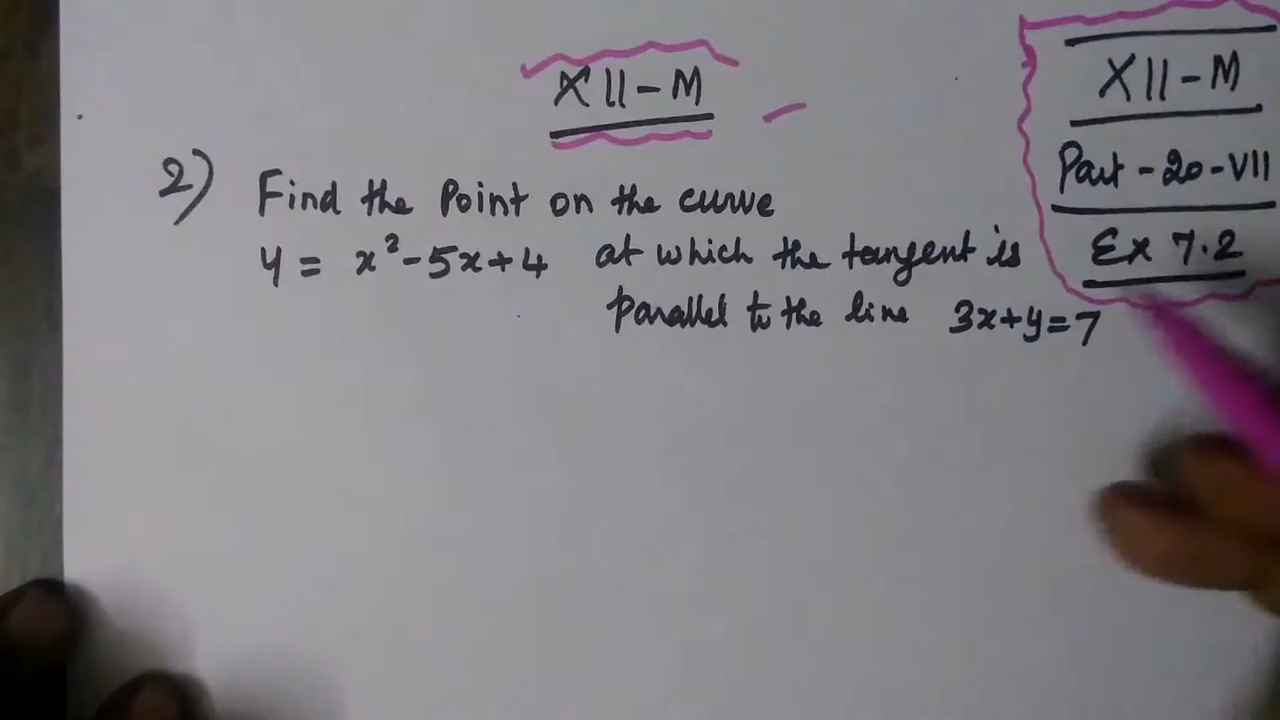 XII-M
XII-M
Part-20-VII
Ex 7.2
2) Find the Point on the curve
y = x²-5x+4 at which the tangent is
parallel to the line 3x+y=7